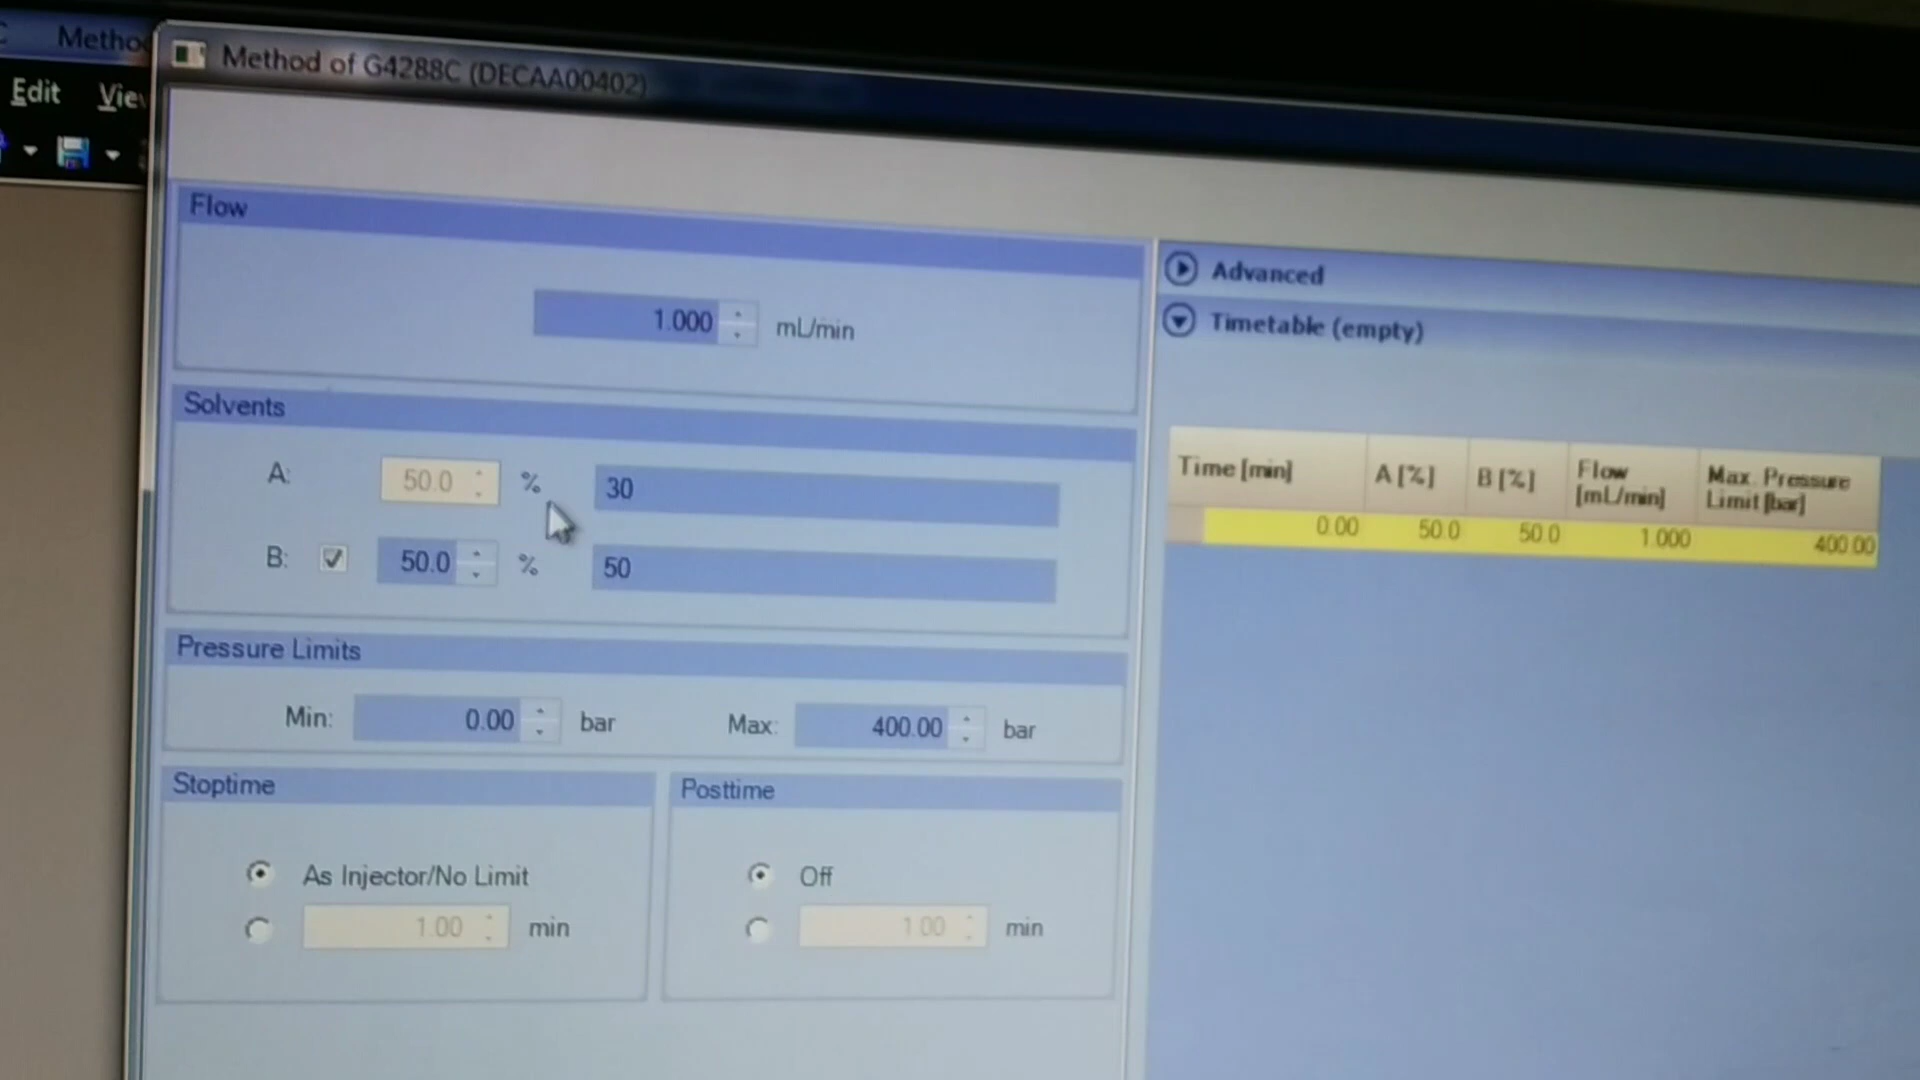 Method of G4288C (DECAA00402)
Edit
Flow
1.000 mL/min
Solvents
A: 50.0 % 30
B: 50.0 % 50
Pressure Limits
Min: 0.00 bar Max: 400.00 bar
Stoptime
As Injector/No Limit
1.00 min
Posttime
Off
1.00 min
Advanced
Timetable (empty)
Time [min] A [%] B [%] Flow [mL/min] Max. Pressure Limit [bar]
0.00 50.0 50.0 1.000 400.00